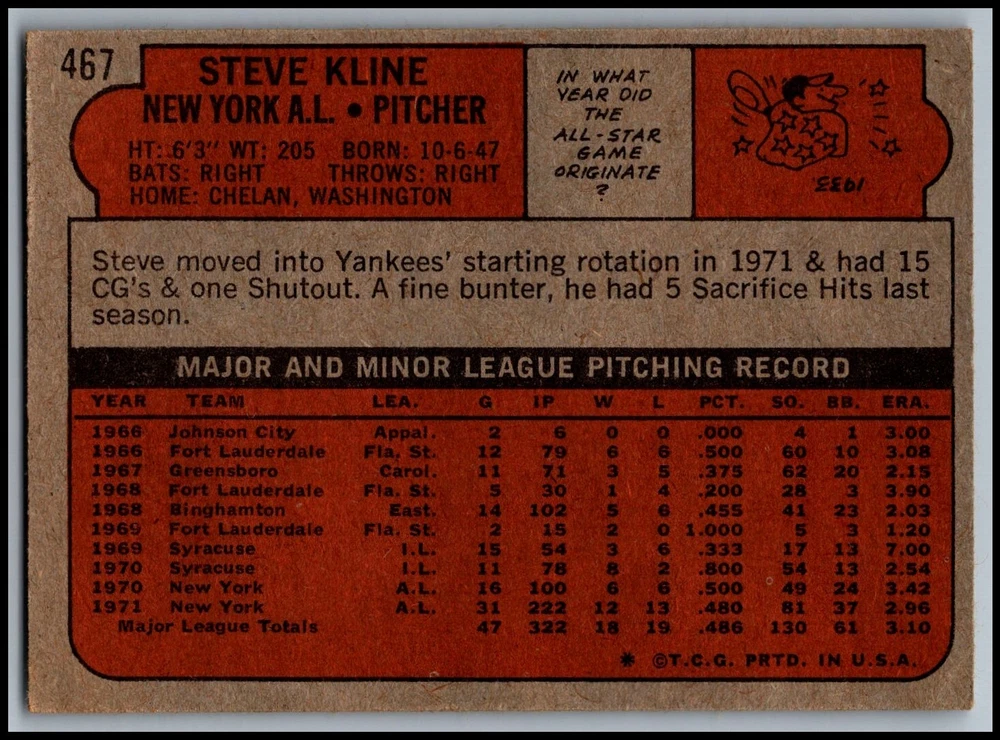 467
STEVE KLINE
NEW YORK A.L. • PITCHER
HT: 6'3" WT: 205 BORN: 10-6-47
BATS: RIGHT THROWS: RIGHT
HOME: CHELAN, WASHINGTON
IN WHAT
YEAR DID
THE
ALL-STAR
GAME
ORIGINATE
?
1933
Steve moved into Yankees' starting rotation in 1971 & had 15
CG's & one Shutout. A fine bunter, he had 5 Sacrifice Hits last
season.
MAJOR AND MINOR LEAGUE PITCHING RECORD
YEAR TEAM LEA. G IP W L PCT. SO. BB. ERA.
1966 Johnson City Appal. 2 6 0 0 .000 4 1 3.00
1966 Fort Lauderdale Fla. St. 12 79 6 6 .500 60 10 3.08
1967 Greensboro Carol. 11 71 3 5 .375 62 20 2.15
1968 Fort Lauderdale Fla. St. 5 30 1 4 .200 28 3 3.90
1968 Binghamton East. 14 102 5 6 .455 41 23 2.03
1969 Fort Lauderdale Fla. St. 2 15 2 0 1.000 5 3 1.20
1969 Syracuse I.L. 15 54 3 6 .333 17 13 7.00
1970 Syracuse I.L. 11 78 8 2 .800 54 13 2.54
1970 New York A.L. 16 100 6 6 .500 49 24 3.42
1971 New York A.L. 31 222 12 13 .480 81 37 2.96
Major League Totals 47 322 18 19 .486 130 61 3.10
* ©T.C.G. PRTD. IN U.S.A.